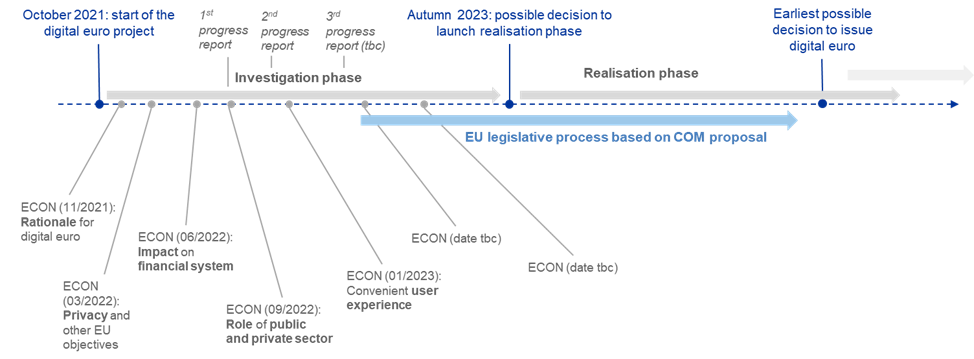 October 2021: start of the
digital euro project
1st
progress
report
2nd
progress
report
3rd
progress
report (tbc)
Autumn 2023: possible decision to
launch realisation phase
Earliest possible
decision to issue
digital euro
Investigation phase
Realisation phase
EU legislative process based on COM proposal
ECON (11/2021):
Rationale for
digital euro
ECON
(03/2022):
Privacy and
other EU
objectives
ECON (06/2022):
Impact on
financial system
ECON (09/2022):
Role of public
and private sector
ECON (01/2023):
Convenient user
experience
ECON (date tbc)
ECON (date tbc)